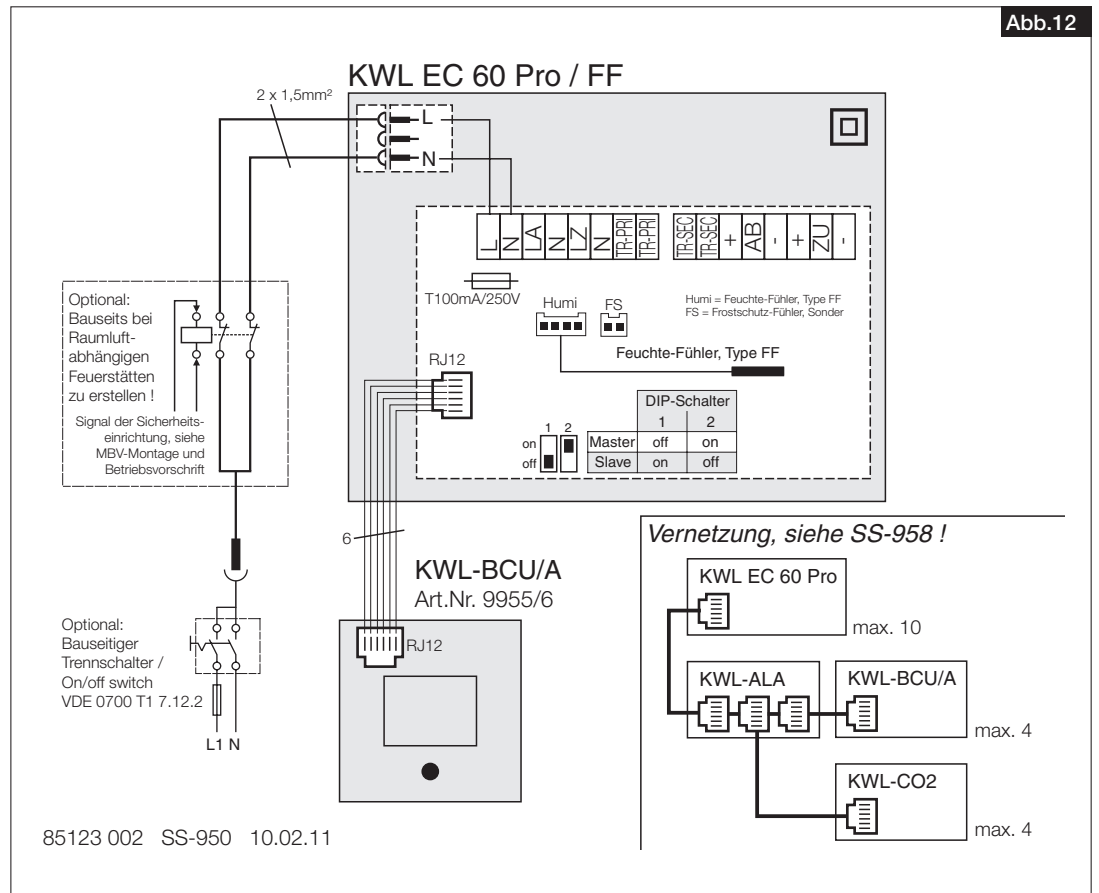 Abb.12
KWL EC 60 Pro / FF
2 x 1,5mm²
L
N
L
N
LA
N
LZ
N
TR-PRI
TR-PRI
TR-SEC
TR-SEC
+
AB
-
+
ZU
-
T100mA/250V
Humi
FS
Humi = Feuchte-Fühler, Type FF
FS = Frostschutz-Fühler, Sonder
Feuchte-Fühler, Type FF
RJ12
DIP-Schalter
1 2
1 2
on
off
Master off on
Slave on off
Optional:
Bauseits bei
Raumluft-
abhängigen
Feuerstätten
zu erstellen !
Signal der Sicherheits-
einrichtung, siehe
MBV-Montage und
Betriebsvorschrift
6
KWL-BCU/A
Art.Nr. 9955/6
RJ12
Optional:
Bauseitiger
Trennschalter /
On/off switch
VDE 0700 T1 7.12.2
L1 N
Vernetzung, siehe SS-958 !
KWL EC 60 Pro
max. 10
KWL-ALA
KWL-BCU/A
max. 4
KWL-CO2
max. 4
85123 002 SS-950 10.02.11